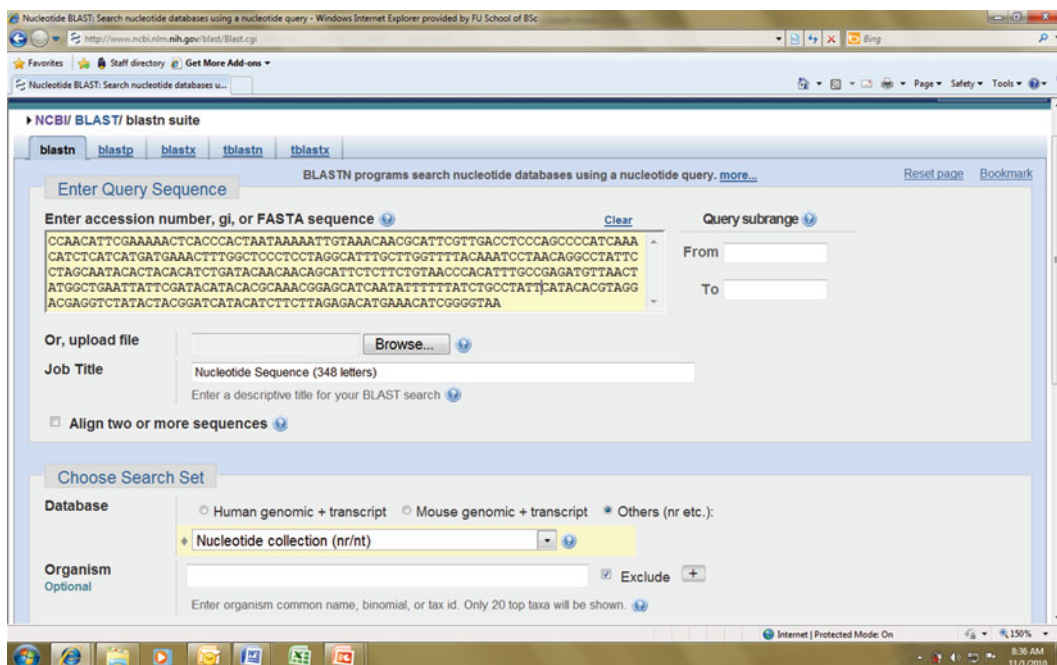 Nucleotide BLAST: Search nucleotide databases using a nucleotide query - Windows Internet Explorer provided by FU School of BSc
http://www.ncbi.nlm.nih.gov/blast/Blast.cgi
Bing
Favorites Staff directory Get More Add-ons
Nucleotide BLAST: Search nucleotide databases u...
Page Safety Tools
NCBI/ BLAST/ blastn suite
blastn blastp blastx tblastn tblastx
BLASTN programs search nucleotide databases using a nucleotide query. more...
Reset page Bookmark
Enter Query Sequence
Enter accession number, gi, or FASTA sequence Clear Query subrange
CCAACATTCGAAAAACTCACCCACTAATAAAAATTGTAAACAACGCATTCGTTGACCTCCCAGCCCCATCAAA
CATCTCATCATGATGAAACTTTGGCTCCCTCCTAGGCATTTGCTTGGTTTTACAAATCCTAACAGGCCTATTC
CTAGCAATACACTACACATCTGATACAACAACAGCATTCTCTTCTGTAACCCACATTTGCCGAGATGTTAACT
ATGGCTGAATTATTCGATACATACACGCAAACGGAGCATCAATATTTTTTATCTGCCTATTCATACACGTAGG
ACGAGGTCTATACTACGGATCATACATCTTCTTAGAGACATGAAACATCGGGGTAA
From
To
Or, upload file Browse...
Job Title Nucleotide Sequence (348 letters)
Enter a descriptive title for your BLAST search
Align two or more sequences
Choose Search Set
Database Human genomic + transcript Mouse genomic + transcript Others (nr etc.):
Nucleotide collection (nr/nt)
Organism Exclude +
Optional
Enter organism common name, binomial, or tax id. Only 20 top taxa will be shown.
Internet | Protected Mode: On 150%
8:36 AM
11/1/2010